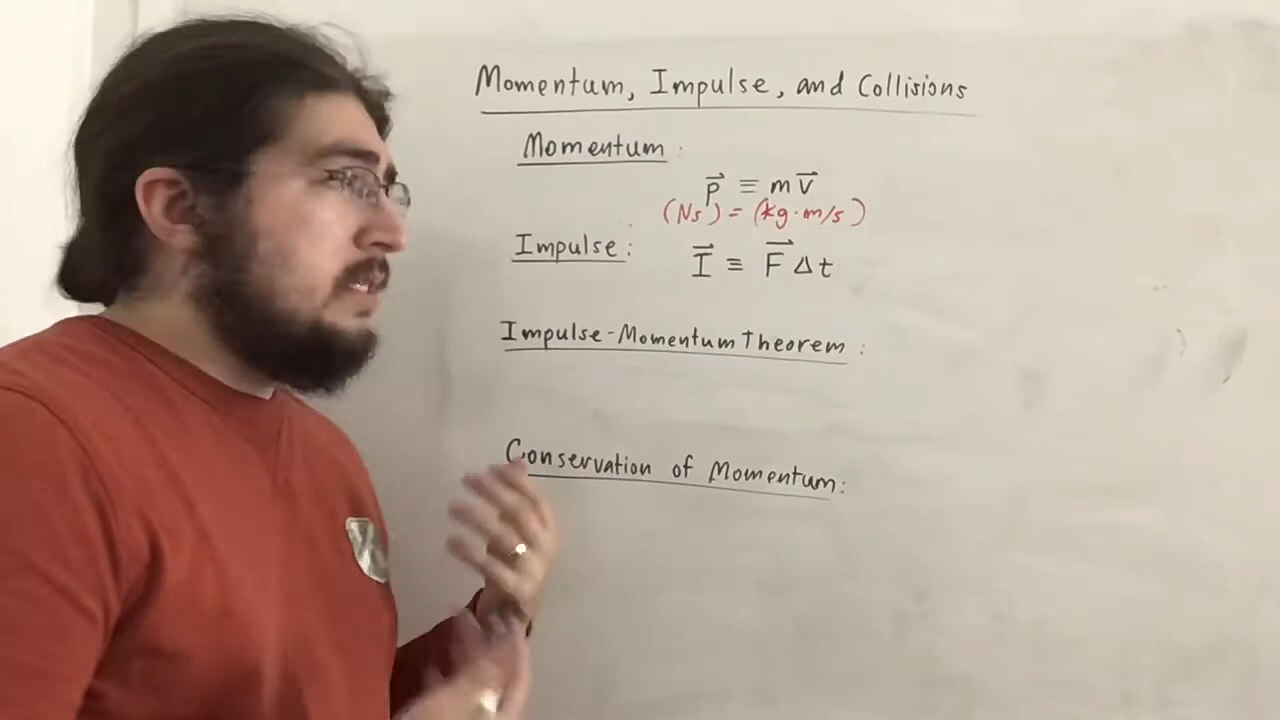 Momentum, Impulse, and Collisions
Momentum:
p⃗ ≡ mv⃗
(Ns) = (kg·m/s)
Impulse: I⃗ ≡ F⃗ Δt
Impulse-Momentum Theorem:
Conservation of Momentum: